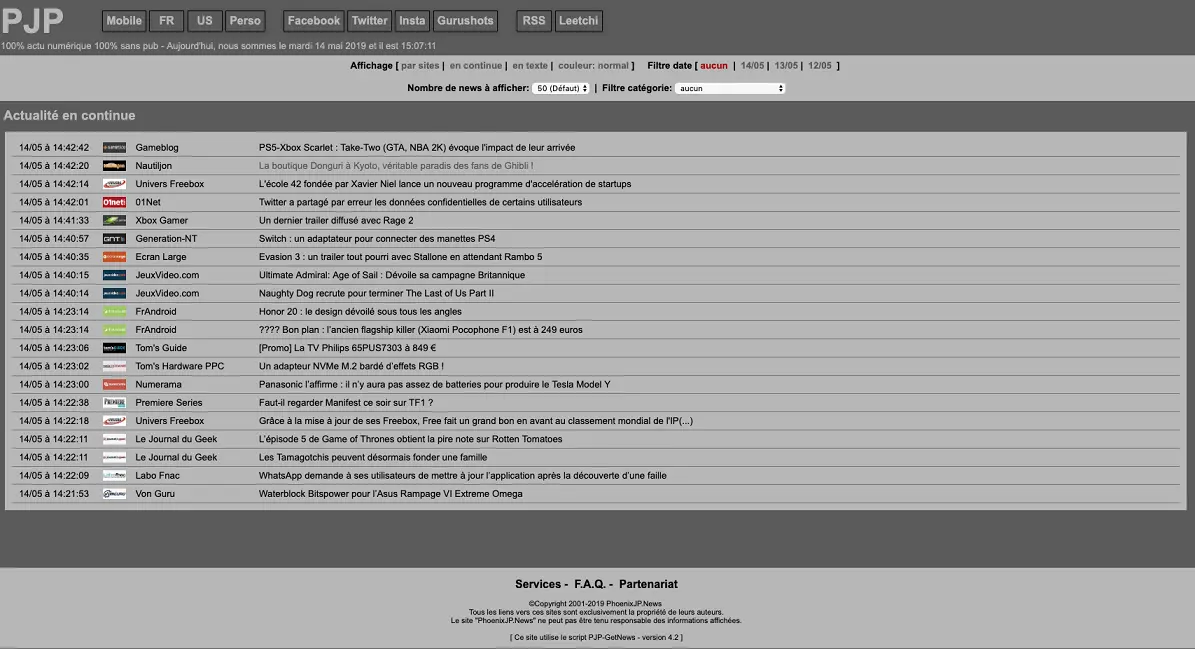 PJP Mobile FR US Perso Facebook Twitter Insta Gurushots RSS Leetchi
100% actu numérique 100% sans pub - Aujourd'hui, nous sommes le mardi 14 mai 2019 et il est 15:07:11
Affichage [ par sites | en continue | en texte | couleur: normal ] Filtre date [ aucun | 14/05 | 13/05 | 12/05 ]
Nombre de news à afficher: 50 (Défaut) | Filtre catégorie: aucun
Actualité en continue
14/05 à 14:42:42 Gameblog PS5-Xbox Scarlet : Take-Two (GTA, NBA 2K) évoque l'impact de leur arrivée
14/05 à 14:42:20 Nautiljon La boutique Donguri à Kyoto, véritable paradis des fans de Ghibli !
14/05 à 14:42:14 Univers Freebox L'école 42 fondée par Xavier Niel lance un nouveau programme d'accélération de startups
14/05 à 14:42:01 01net 01Net Twitter a partagé par erreur les données confidentielles de certains utilisateurs
14/05 à 14:41:33 Xbox Gamer Un dernier trailer diffusé avec Rage 2
14/05 à 14:40:57 GNT Generation-NT Switch : un adaptateur pour connecter des manettes PS4
14/05 à 14:40:35 Ecran Large Evasion 3 : un trailer tout pourri avec Stallone en attendant Rambo 5
14/05 à 14:40:15 JeuxVideo.com Ultimate Admiral: Age of Sail : Dévoile sa campagne Britannique
14/05 à 14:40:14 JeuxVideo.com Naughty Dog recrute pour terminer The Last of Us Part II
14/05 à 14:23:14 FrAndroid Honor 20 : le design dévoilé sous tous les angles
14/05 à 14:23:14 FrAndroid ???? Bon plan : l'ancien flagship killer (Xiaomi Pocophone F1) est à 249 euros
14/05 à 14:23:06 Tom's Guide [Promo] La TV Philips 65PUS7303 à 849 €
14/05 à 14:23:02 Tom's Hardware PPC Un adaptateur NVMe M.2 bardé d'effets RGB !
14/05 à 14:23:00 Numerama Panasonic l'affirme : il n'y aura pas assez de batteries pour produire le Tesla Model Y
14/05 à 14:22:38 Premiere Series Faut-il regarder Manifest ce soir sur TF1 ?
14/05 à 14:22:18 Univers Freebox Grâce à la mise à jour de ses Freebox, Free fait un grand bon en avant au classement mondial de l'IP(...)
14/05 à 14:22:11 Le Journal du Geek L'épisode 5 de Game of Thrones obtient la pire note sur Rotten Tomatoes
14/05 à 14:22:11 Le Journal du Geek Les Tamagotchis peuvent désormais fonder une famille
14/05 à 14:22:09 Labo Fnac WhatsApp demande à ses utilisateurs de mettre à jour l'application après la découverte d'une faille
14/05 à 14:21:53 Von Guru Waterblock Bitspower pour l'Asus Rampage VI Extreme Omega
Services - F.A.Q. - Partenariat
©Copyright 2001-2019 PhoenixJP.News
Tous les liens vers ces sites sont exclusivement la propriété de leurs auteurs.
Le site "PhoenixJP.News" ne peut pas être tenu responsable des informations affichées.
[ Ce site utilise le script PJP-GetNews - version 4.2 ]